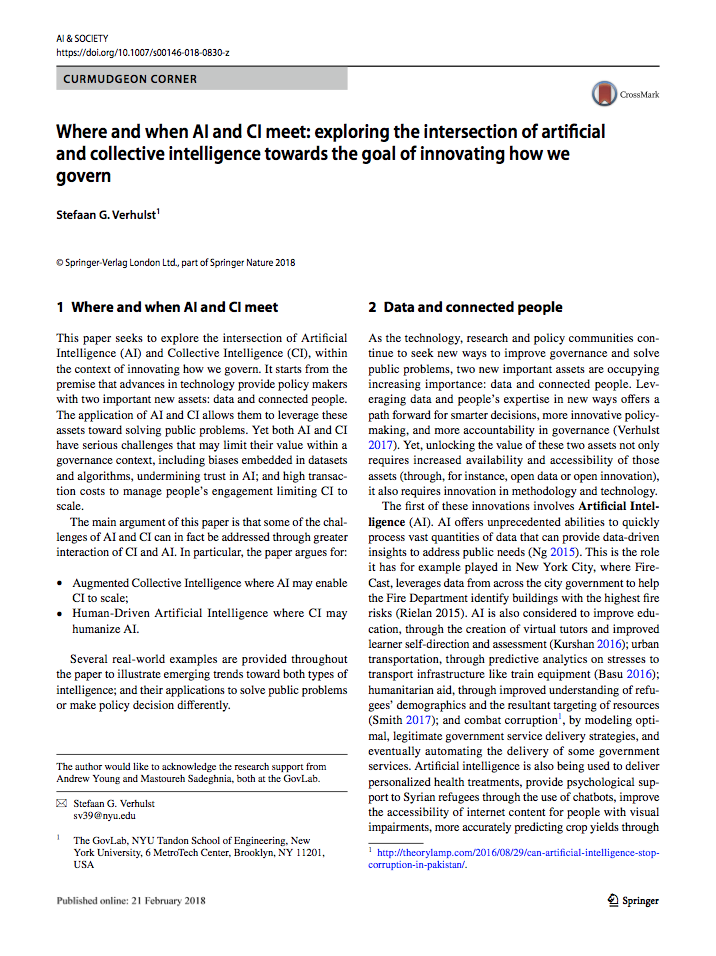 AI & SOCIETY
https://doi.org/10.1007/s00146-018-0830-z
CURMUDGEON CORNER
CrossMark
Where and when AI and CI meet: exploring the intersection of artificial
and collective intelligence towards the goal of innovating how we
govern
Stefaan G. Verhulst1
© Springer-Verlag London Ltd., part of Springer Nature 2018
1 Where and when AI and CI meet
This paper seeks to explore the intersection of Artificial
Intelligence (AI) and Collective Intelligence (CI), within
the context of innovating how we govern. It starts from the
premise that advances in technology provide policy makers
with two important new assets: data and connected people.
The application of AI and CI allows them to leverage these
assets toward solving public problems. Yet both AI and CI
have serious challenges that may limit their value within a
governance context, including biases embedded in datasets
and algorithms, undermining trust in AI; and high transac-
tion costs to manage people's engagement limiting CI to
scale.
The main argument of this paper is that some of the chal-
lenges of AI and CI can in fact be addressed through greater
interaction of CI and AI. In particular, the paper argues for:
• Augmented Collective Intelligence where AI may enable
CI to scale;
• Human-Driven Artificial Intelligence where CI may
humanize AI.
Several real-world examples are provided throughout
the paper to illustrate emerging trends toward both types of
intelligence; and their applications to solve public problems
or make policy decision differently.
The author would like to acknowledge the research support from
Andrew Young and Mastoureh Sadeghnia, both at the GovLab.
Stefaan G. Verhulst
sv39@nyu.edu
1 The GovLab, NYU Tandon School of Engineering, New
York University, 6 MetroTech Center, Brooklyn, NY 11201,
USA
2 Data and connected people
As the technology, research and policy communities con-
tinue to seek new ways to improve governance and solve
public problems, two new important assets are occupying
increasing importance: data and connected people. Lev-
eraging data and people's expertise in new ways offers a
path forward for smarter decisions, more innovative policy-
making, and more accountability in governance (Verhulst
2017). Yet, unlocking the value of these two assets not only
requires increased availability and accessibility of those
assets (through, for instance, open data or open innovation),
it also requires innovation in methodology and technology.
The first of these innovations involves Artificial Intel-
ligence (AI). AI offers unprecedented abilities to quickly
process vast quantities of data that can provide data-driven
insights to address public needs (Ng 2015). This is the role
it has for example played in New York City, where Fire-
Cast, leverages data from across the city government to help
the Fire Department identify buildings with the highest fire
risks (Rielan 2015). AI is also considered to improve edu-
cation, through the creation of virtual tutors and improved
learner self-direction and assessment (Kurshan 2016); urban
transportation, through predictive analytics on stresses to
transport infrastructure like train equipment (Basu 2016);
humanitarian aid, through improved understanding of refu-
gees' demographics and the resultant targeting of resources
(Smith 2017); and combat corruption1, by modeling opti-
mal, legitimate government service delivery strategies, and
eventually automating the delivery of some government
services. Artificial intelligence is also being used to deliver
personalized health treatments, provide psychological sup-
port to Syrian refugees through the use of chatbots, improve
the accessibility of internet content for people with visual
impairments, more accurately predicting crop yields through
1 http://theorylamp.com/2016/08/29/can-artificial-intelligence-stop-
corruption-in-pakistan/.
Published online: 21 February 2018
Springer